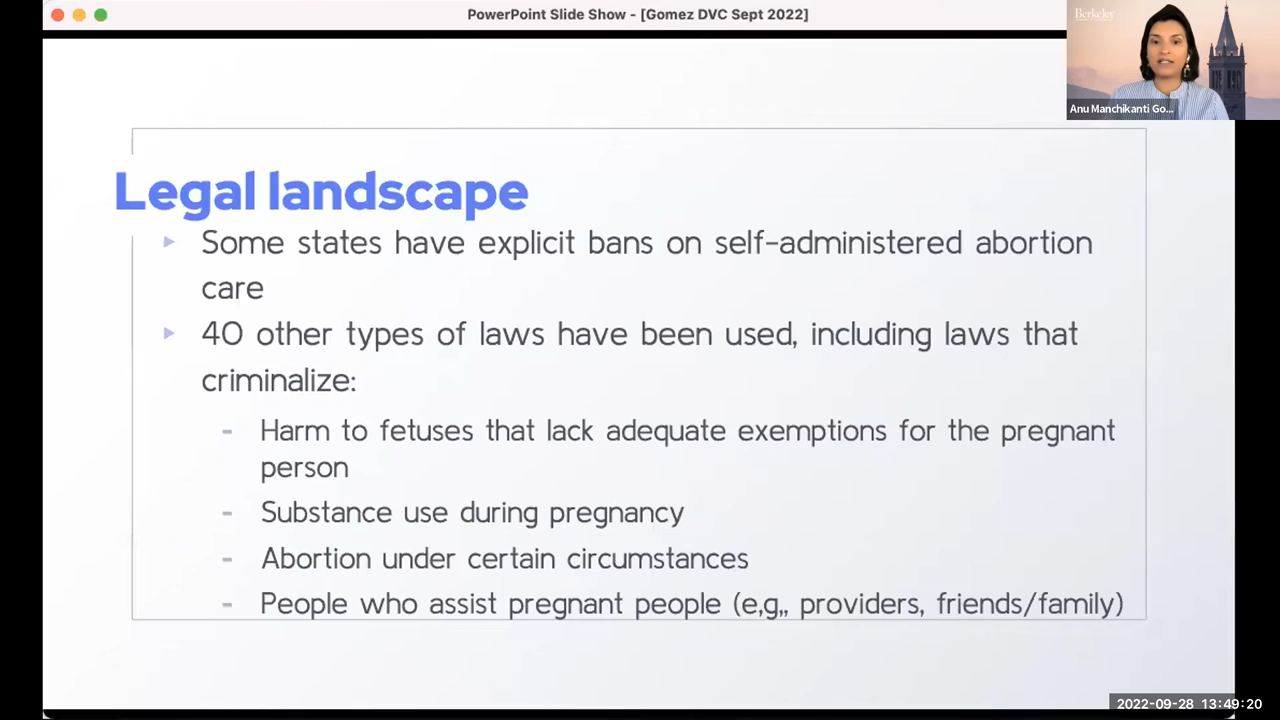 PowerPoint Slide Show - [Gomez DVC Sept 2022]
Berkeley
Anu Manchikanti Go...
Legal landscape
Some states have explicit bans on self-administered abortion
care
40 other types of laws have been used, including laws that
criminalize:
- Harm to fetuses that lack adequate exemptions for the pregnant
person
- Substance use during pregnancy
- Abortion under certain circumstances
- People who assist pregnant people (e,g,, providers, friends/family)
2022-09-28 13:49:20